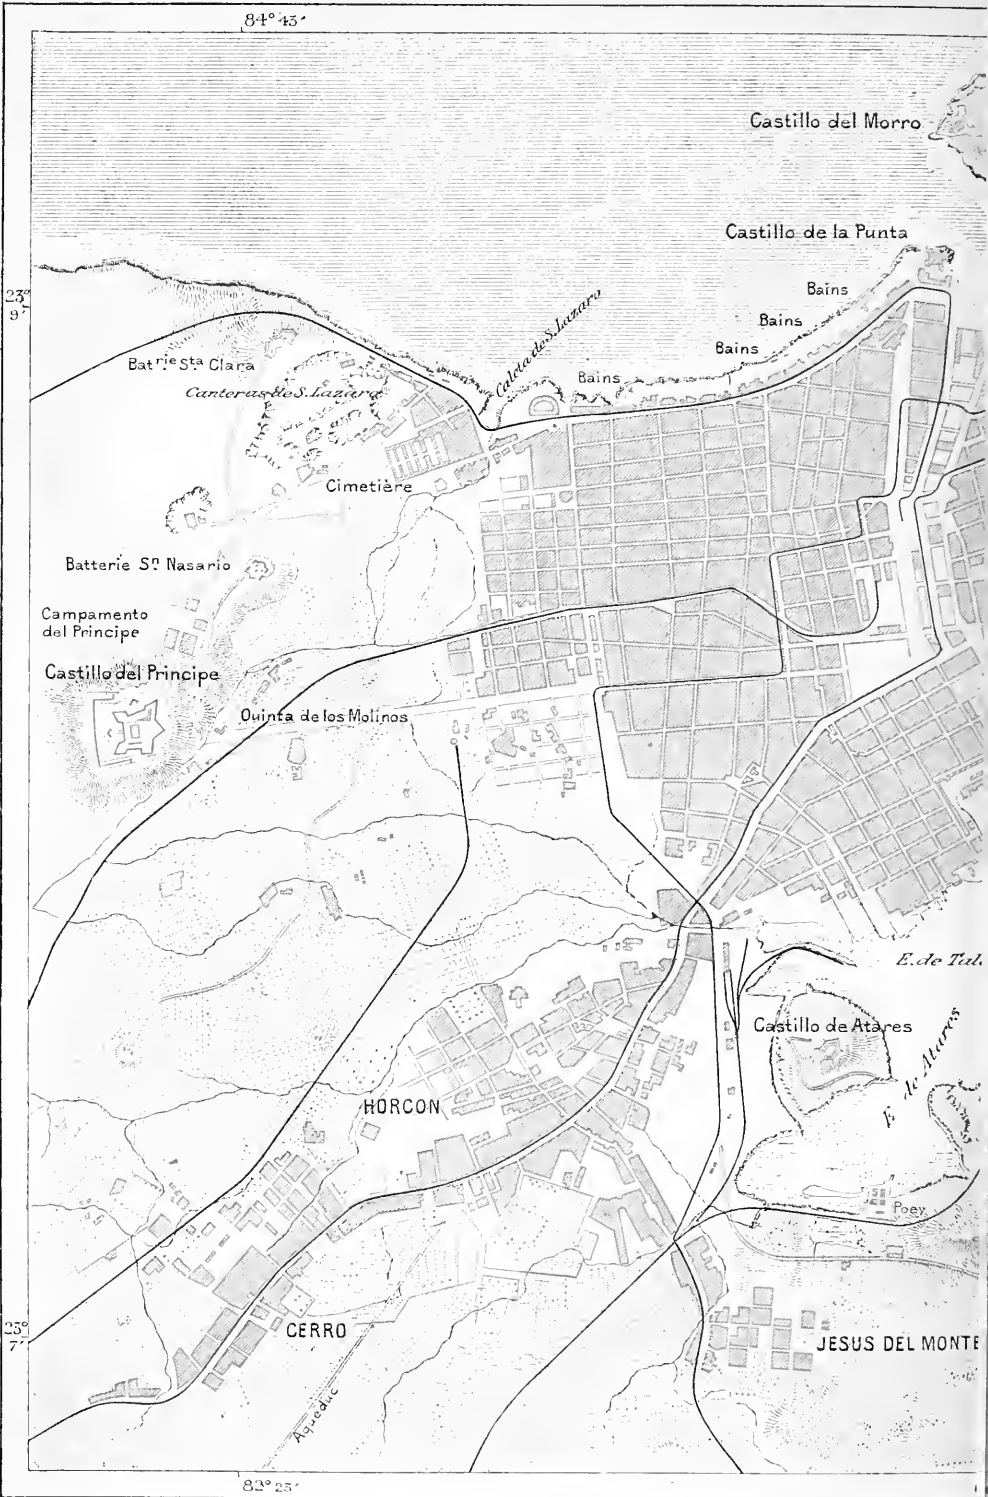 84° 43′
Castillo del Morro
Castillo de la Punta
23°
9′
Bains
Bains
Bains
Bains
Caleta de S. Lazaro
Batrie Sta Clara
Canteras de S. Lazaro
Cimetière
Batterie Sn Nasario
Campamento
del Principe
Castillo del Principe
Quinta de los Molinos
E. de Tal.
Castillo de Atáres
E. de Atares
HORCON
Poey
CERRO
23°
7′
JESUS DEL MONTE
Aqueduc
82° 25′